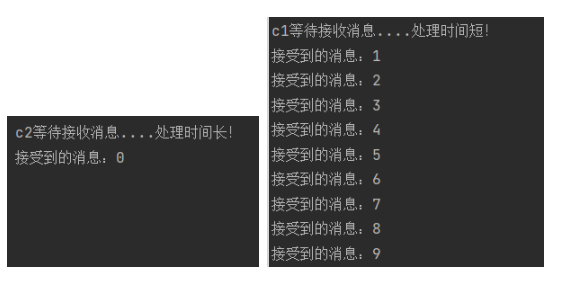 c2等待接收消息....处理时间长!
接受到的消息：0
c1等待接收消息....处理时间短!
接受到的消息：1
接受到的消息：2
接受到的消息：3
接受到的消息：4
接受到的消息：5
接受到的消息：6
接受到的消息：7
接受到的消息：8
接受到的消息：9